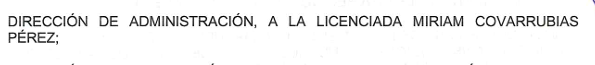 DIRECCIÓN DE ADMINISTRACIÓN, A LA LICENCIADA MIRIAM COVARRUBIAS
PÉREZ;